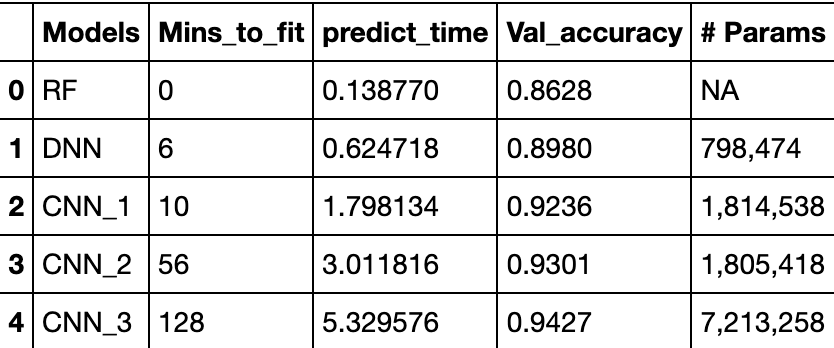 Models Mins_to_fit predict_time Val_accuracy # Params
0 RF 0 0.138770 0.8628 NA
1 DNN 6 0.624718 0.8980 798,474
2 CNN_1 10 1.798134 0.9236 1,814,538
3 CNN_2 56 3.011816 0.9301 1,805,418
4 CNN_3 128 5.329576 0.9427 7,213,258